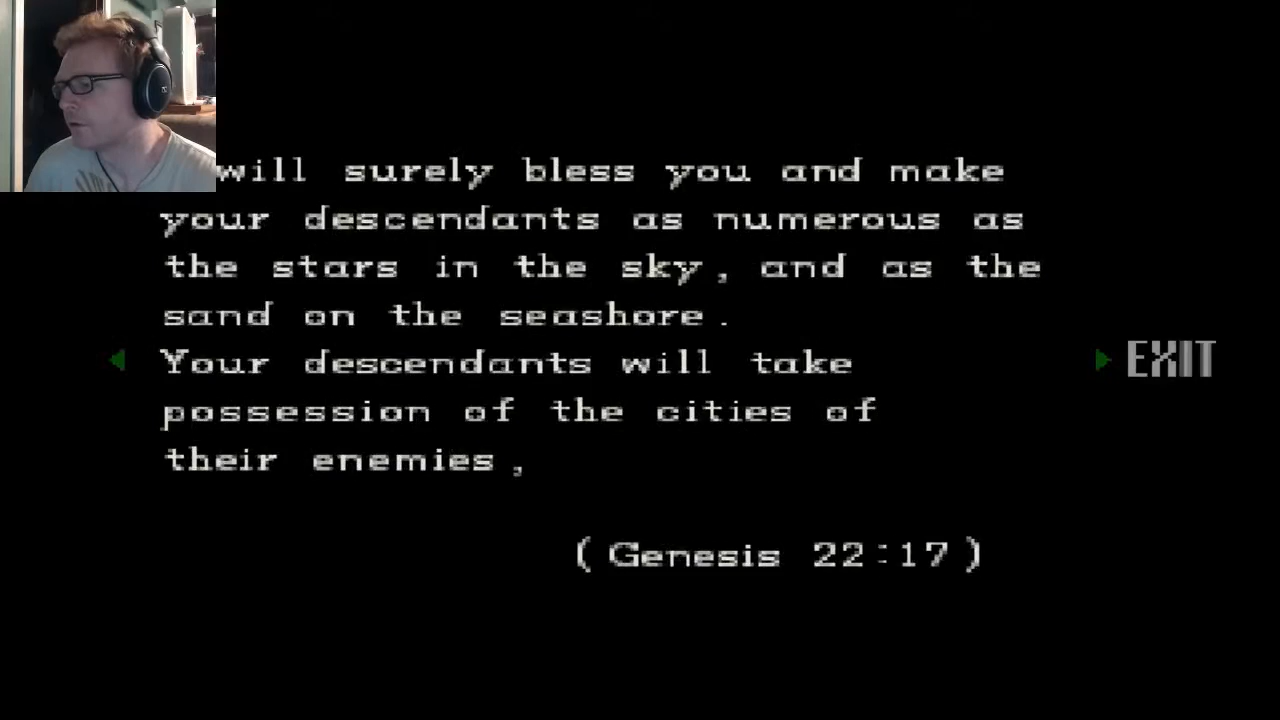 will surely bless you and make
your descendants as numerous as
the stars in the sky, and as the
sand on the seashore.
Your descendants will take
possession of the cities of
their enemies,
EXIT
(Genesis 22:17)